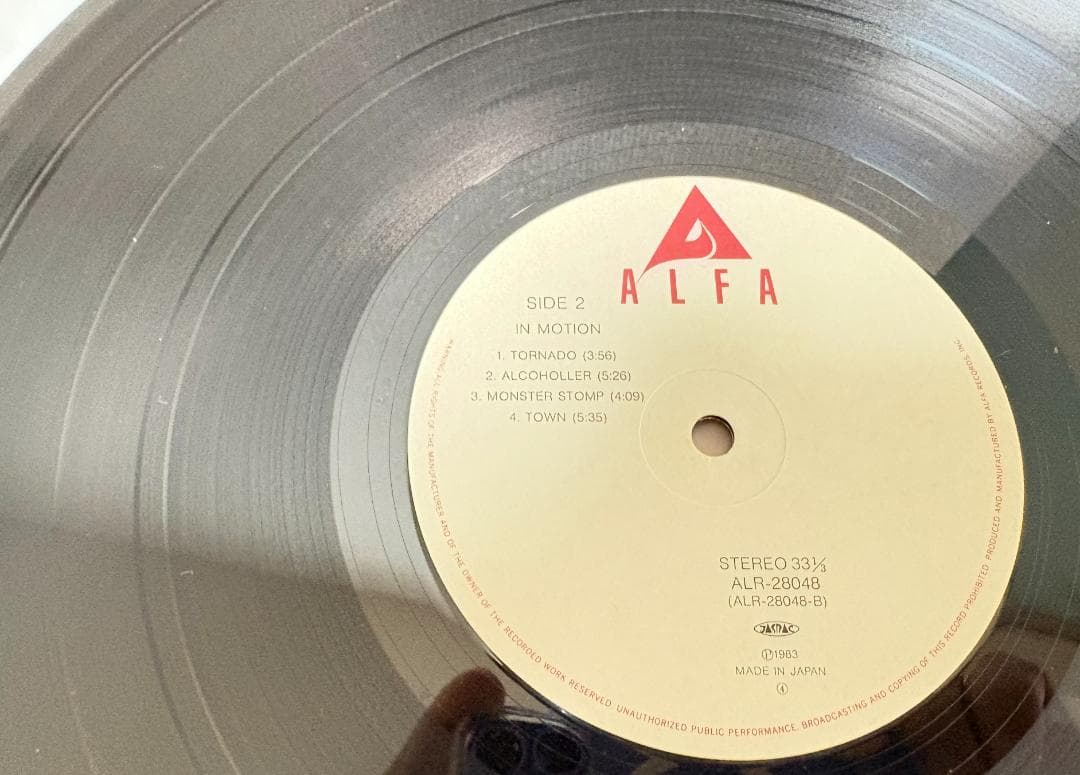 ALFA
SIDE 2
IN MOTION
1. TORNADO (3:56)
2. ALCOHOLLER (5:26)
3. MONSTER STOMP (4:09)
4. TOWN (5:35)
STEREO 33⅓
ALR-28048
(ALR-28048-B)
JASRAC
Ⓟ1983
MADE IN JAPAN
④
WARNING: ALL RIGHTS OF THE MANUFACTURER AND OF THE OWNER OF THE RECORDED WORK RESERVED. UNAUTHORIZED PUBLIC PERFORMANCE. BROADCASTING AND COPYING OF THIS RECORD PROHIBITED. PRODUCED AND MANUFACTURED BY ALFA RECORDS, INC.